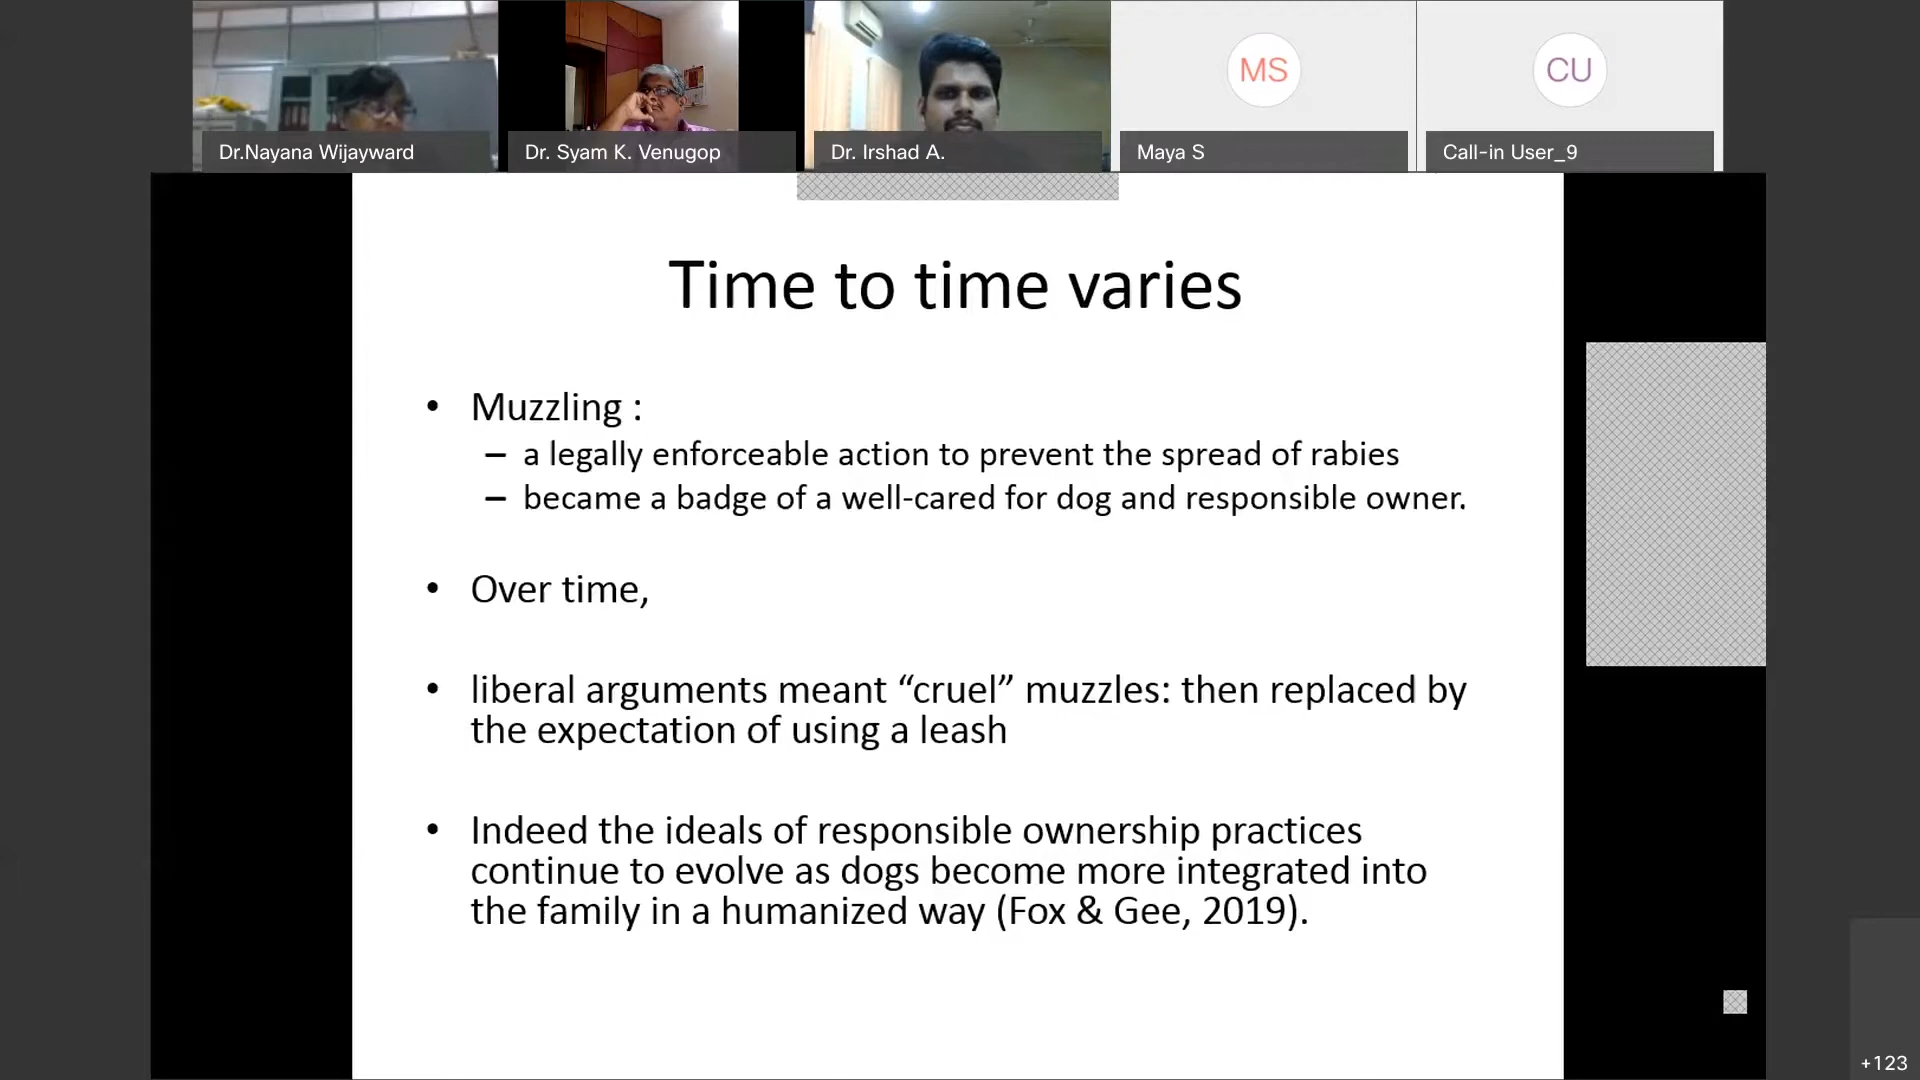 Dr.Nayana Wijayward
Dr. Syam K. Venugop
Dr. Irshad A.
MS
Maya S
CU
Call-in User_9
Time to time varies
• Muzzling :
– a legally enforceable action to prevent the spread of rabies
– became a badge of a well-cared for dog and responsible owner.
• Over time,
• liberal arguments meant “cruel” muzzles: then replaced by
the expectation of using a leash
• Indeed the ideals of responsible ownership practices
continue to evolve as dogs become more integrated into
the family in a humanized way (Fox & Gee, 2019).
+123